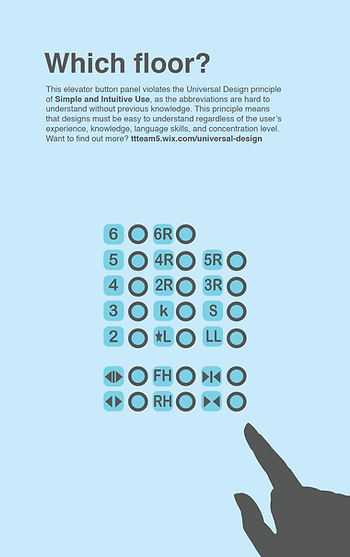 Which floor?
This elevator button panel violates the Universal Design principle
of Simple and Intuitive Use, as the abbreviations are hard to
understand without previous knowledge. This principle means
that designs must be easy to understand regardless of the user's
experience, knowledge, language skills, and concentration level.
Want to find out more? ttteam5.wix.com/universal-design
6 6R
5 4R 5R
4 2R 3R
3 k S
2 ★L LL
FH
RH